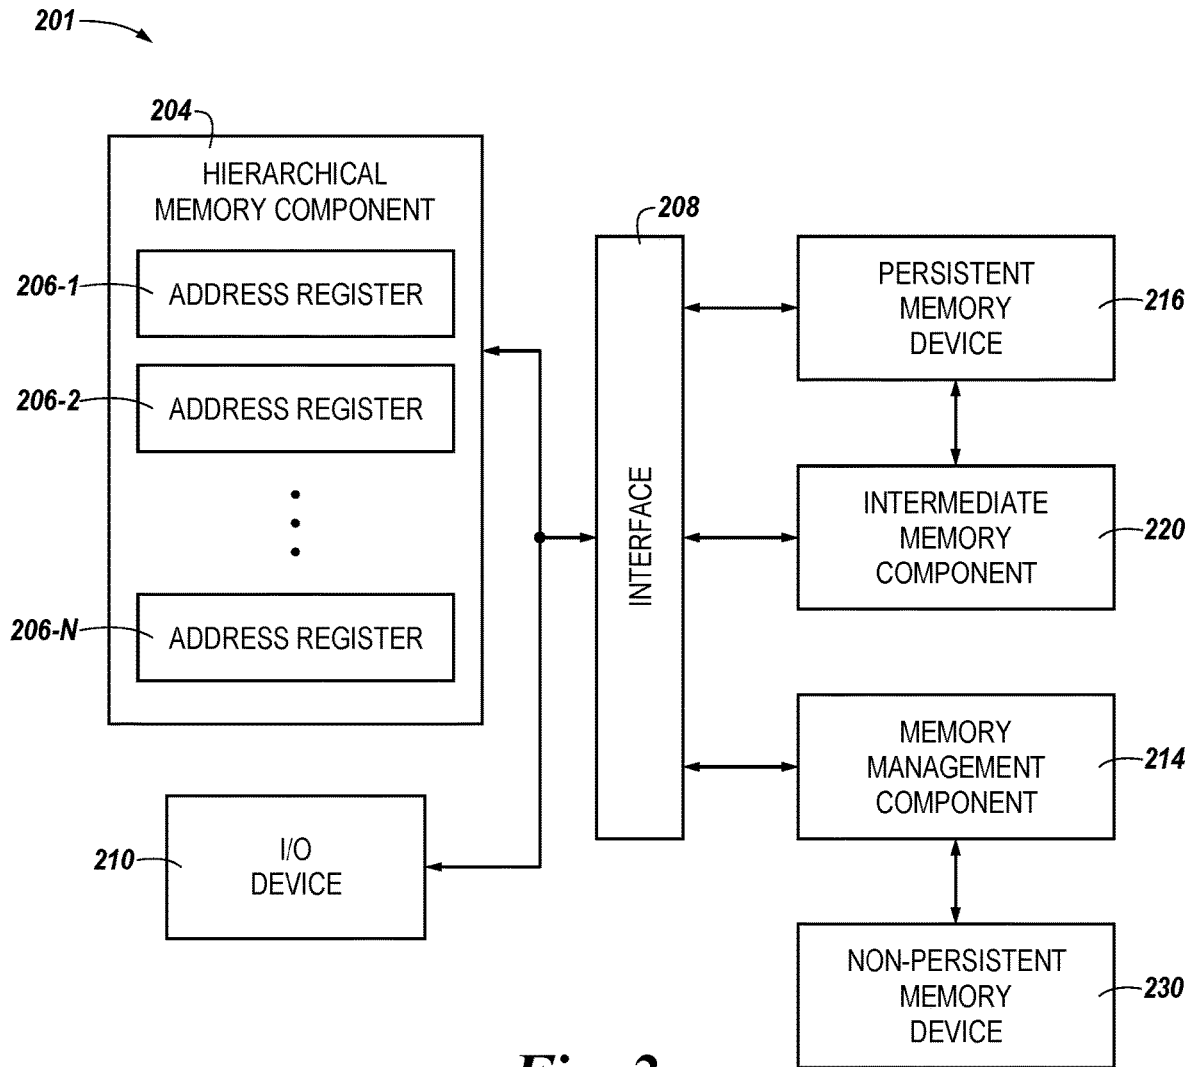 201
204
HIERARCHICAL
MEMORY COMPONENT
206-1
ADDRESS REGISTER
206-2
ADDRESS REGISTER
206-N
ADDRESS REGISTER
210
I/O
DEVICE
208
INTERFACE
PERSISTENT
MEMORY
DEVICE
216
INTERMEDIATE
MEMORY
COMPONENT
220
MEMORY
MANAGEMENT
COMPONENT
214
NON-PERSISTENT
MEMORY
DEVICE
230